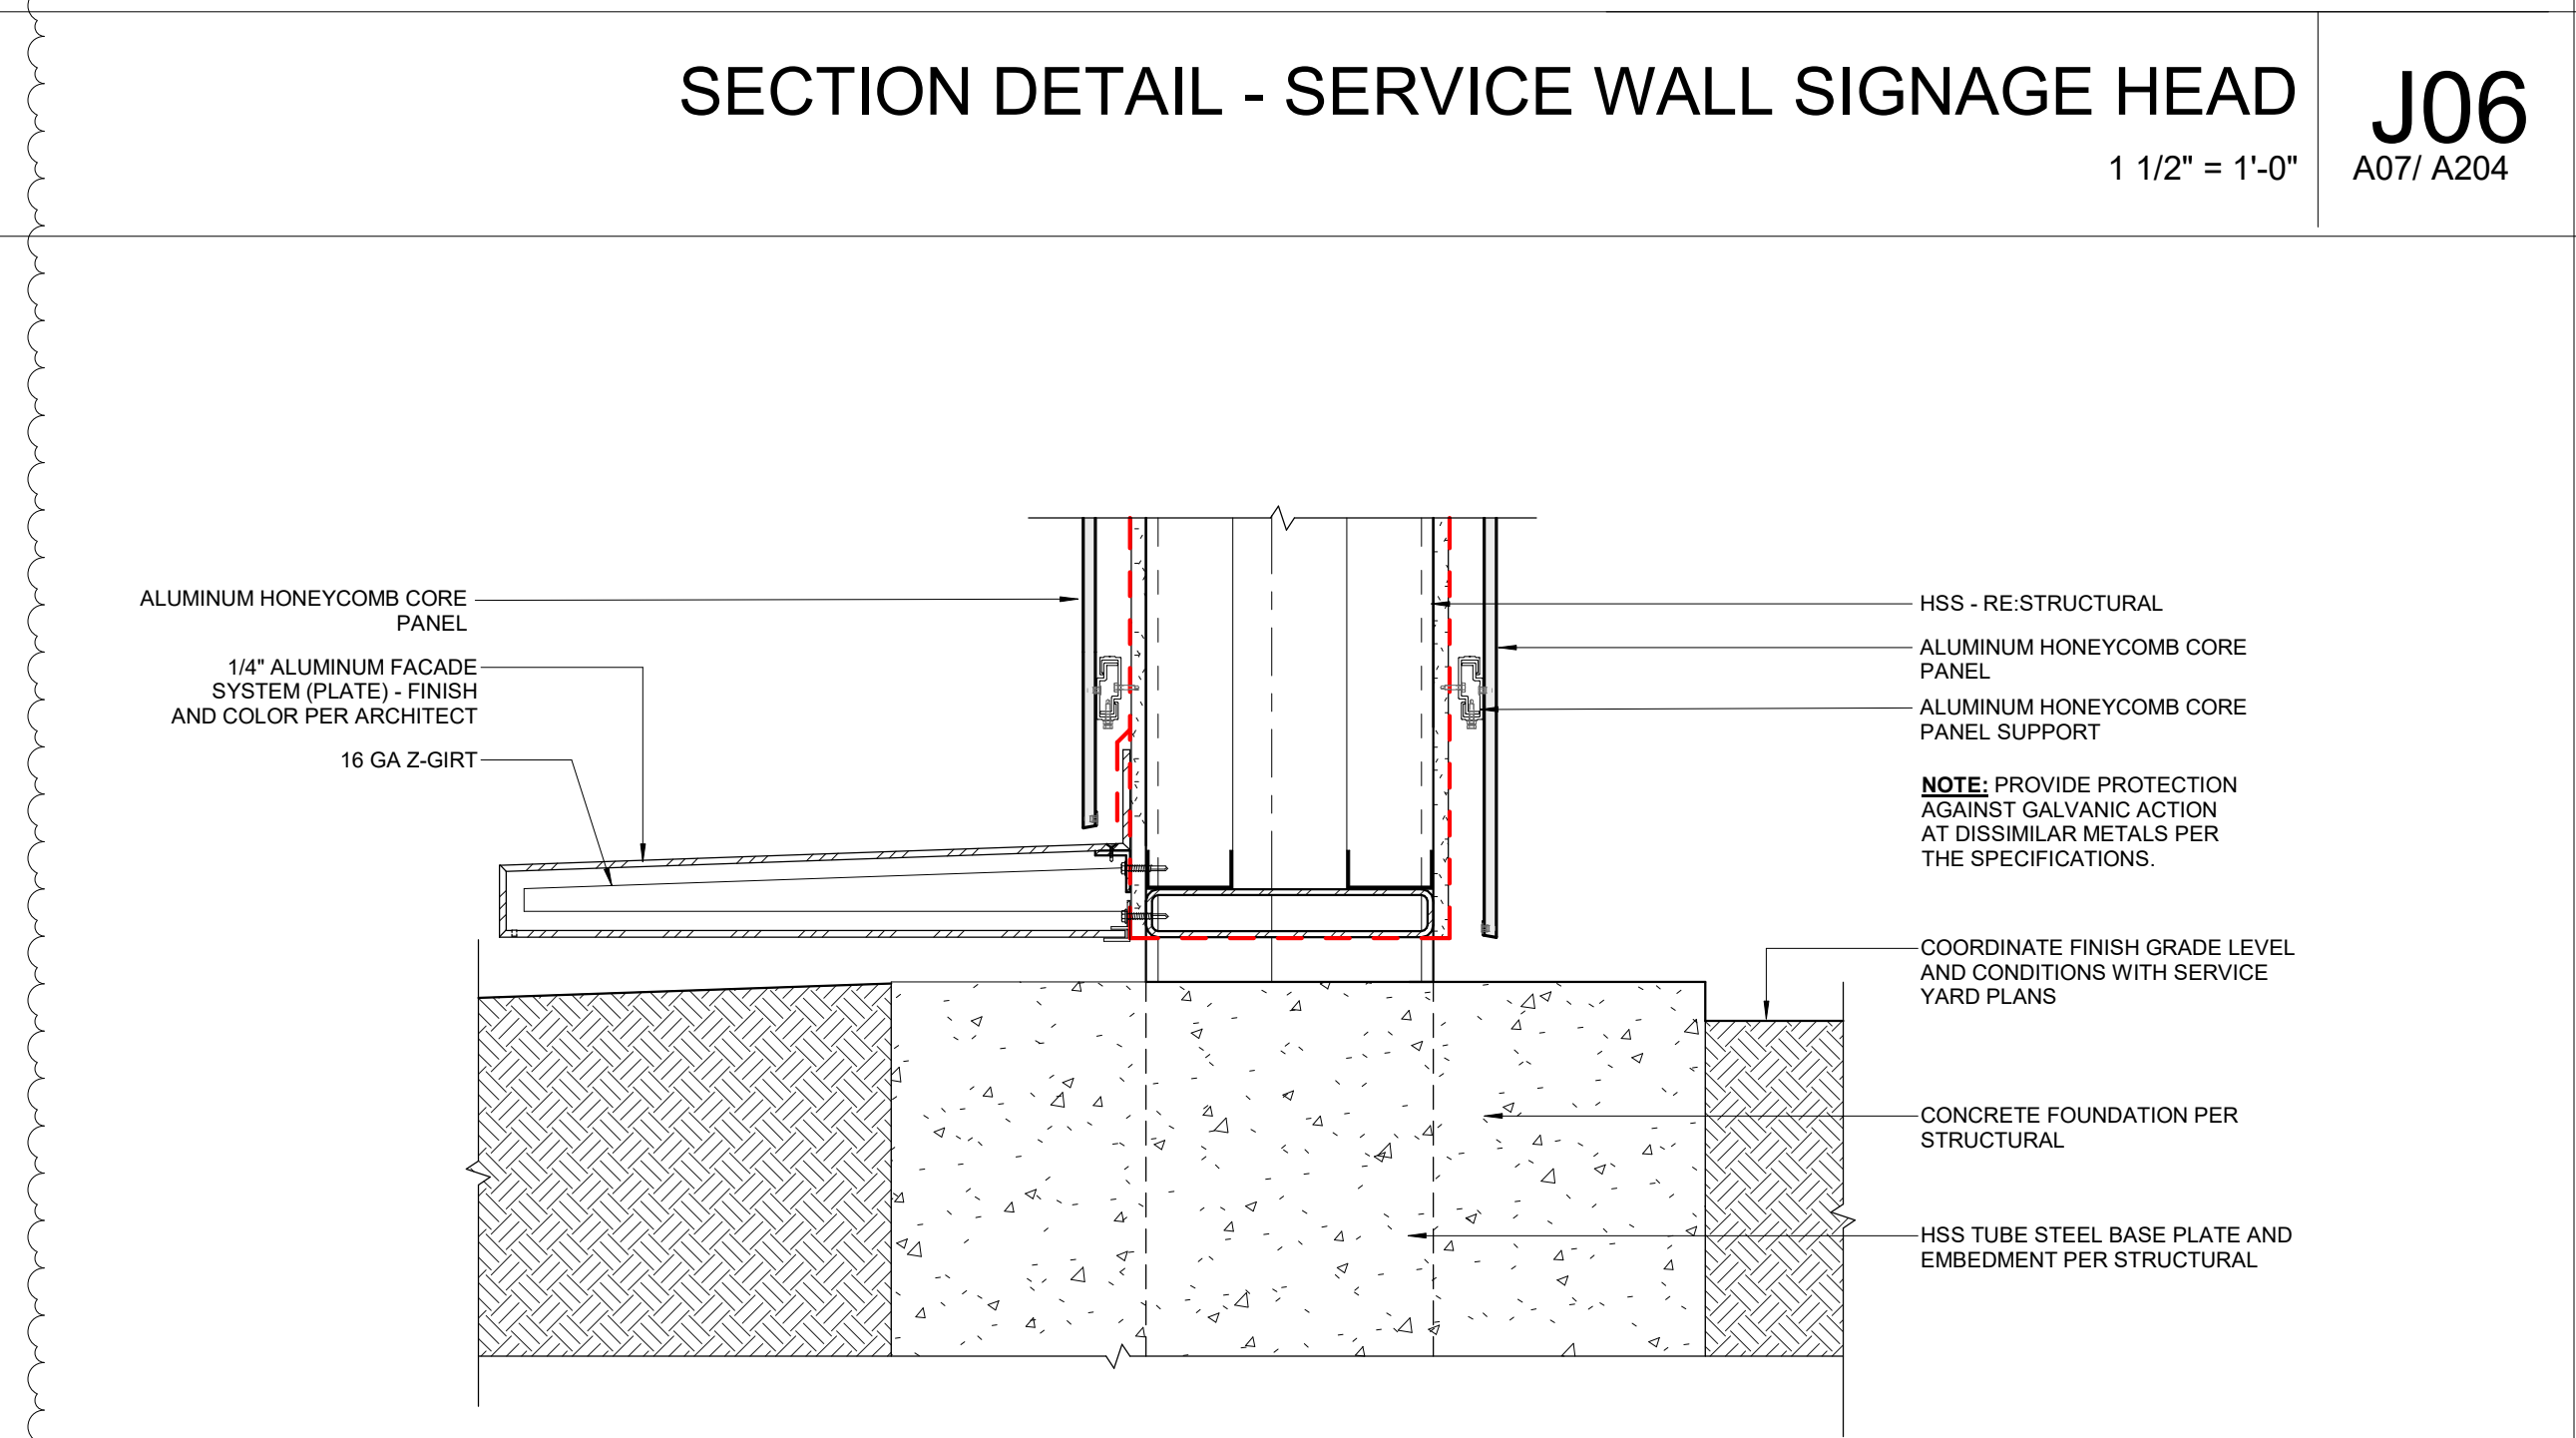 SECTION DETAIL - SERVICE WALL SIGNAGE HEAD
1 1/2" = 1'-0"
J06
A07/ A204
ALUMINUM HONEYCOMB CORE
PANEL
1/4" ALUMINUM FACADE
SYSTEM (PLATE) - FINISH
AND COLOR PER ARCHITECT
16 GA Z-GIRT
HSS - RE:STRUCTURAL
ALUMINUM HONEYCOMB CORE
PANEL
ALUMINUM HONEYCOMB CORE
PANEL SUPPORT
NOTE: PROVIDE PROTECTION
AGAINST GALVANIC ACTION
AT DISSIMILAR METALS PER
THE SPECIFICATIONS.
COORDINATE FINISH GRADE LEVEL
AND CONDITIONS WITH SERVICE
YARD PLANS
CONCRETE FOUNDATION PER
STRUCTURAL
HSS TUBE STEEL BASE PLATE AND
EMBEDMENT PER STRUCTURAL